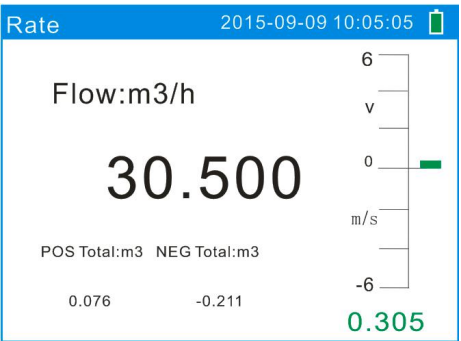 Rate 2015-09-09 10:05:05
6
Flow:m3/h
v
30.500
0
m/s
POS Total:m3 NEG Total:m3
-6
0.076 -0.211
0.305